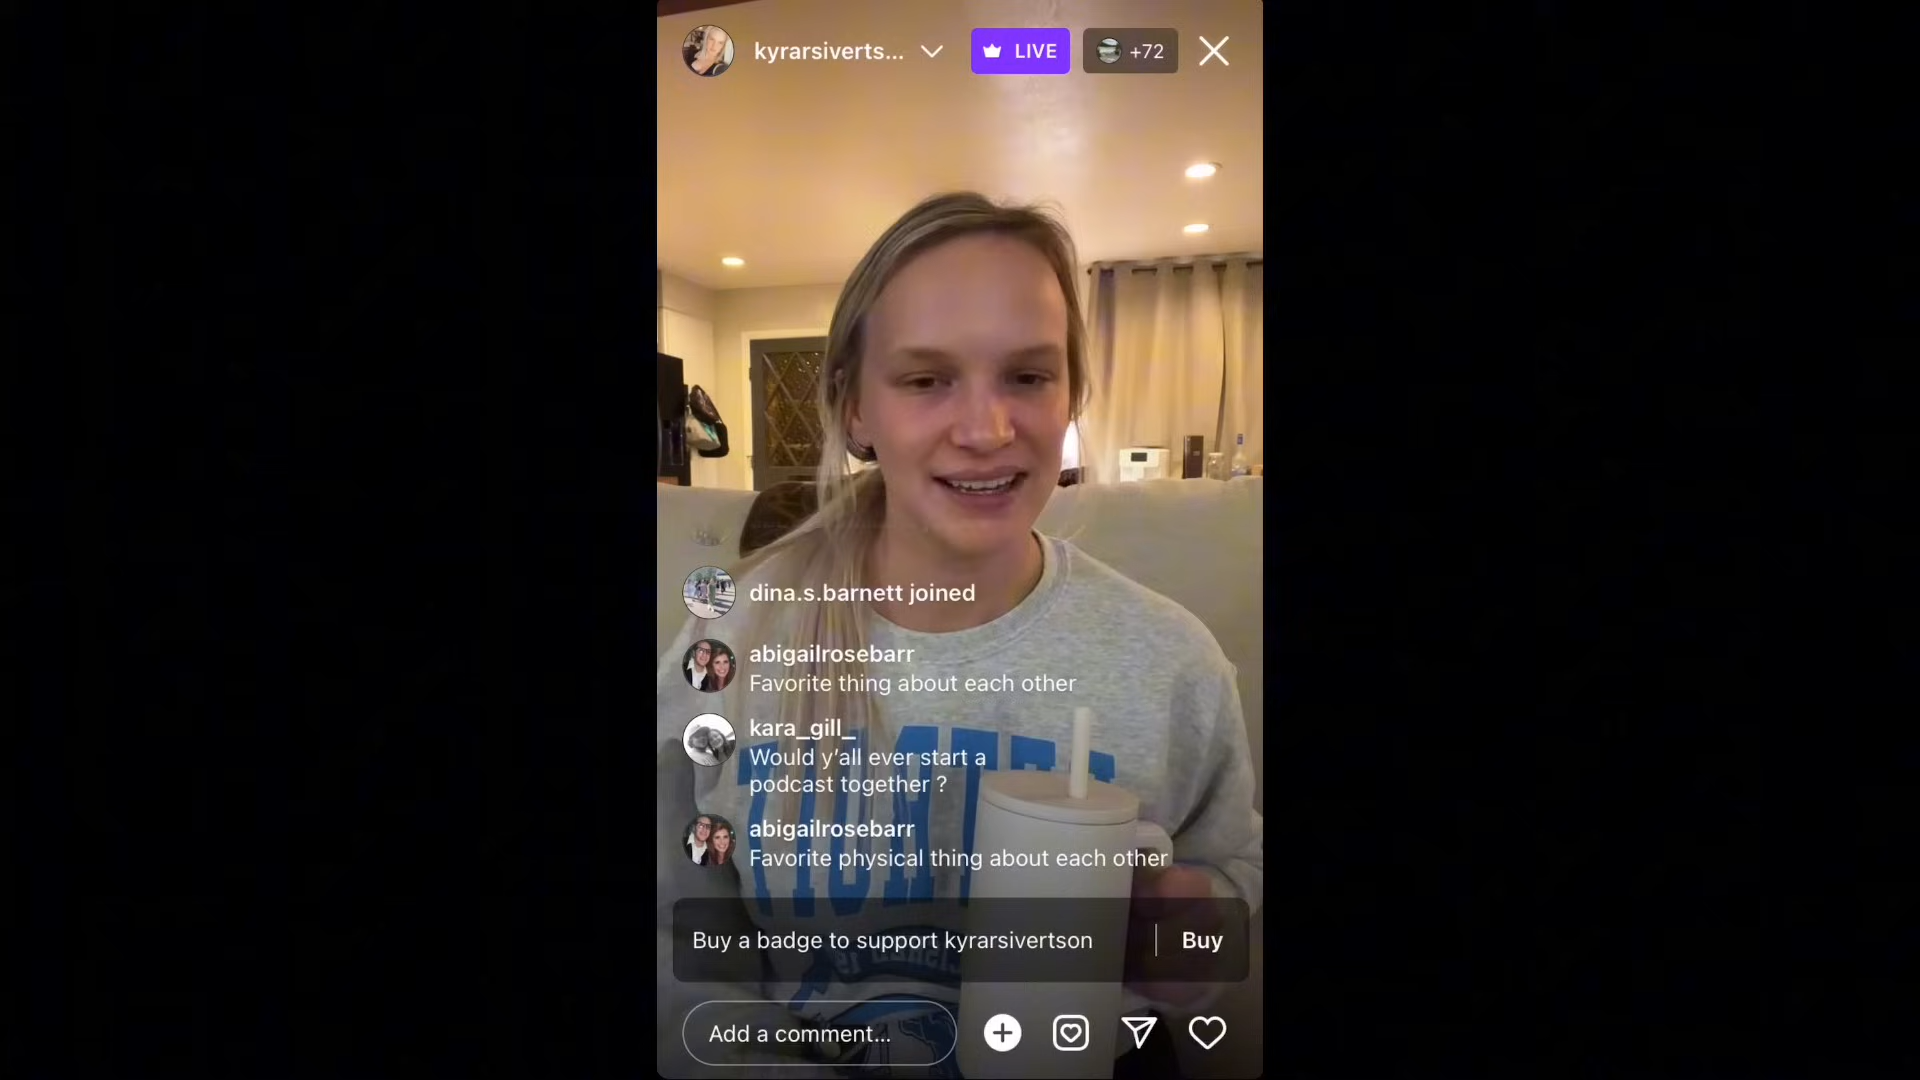 kyrarsiverts...
LIVE
+72
dina.s.barnett joined
abigailrosebarr
Favorite thing about each other
kara_gill_
Would y’all ever start a
podcast together ?
abigailrosebarr
Favorite physical thing about each other
Buy a badge to support kyrarsivertson
Buy
Add a comment...